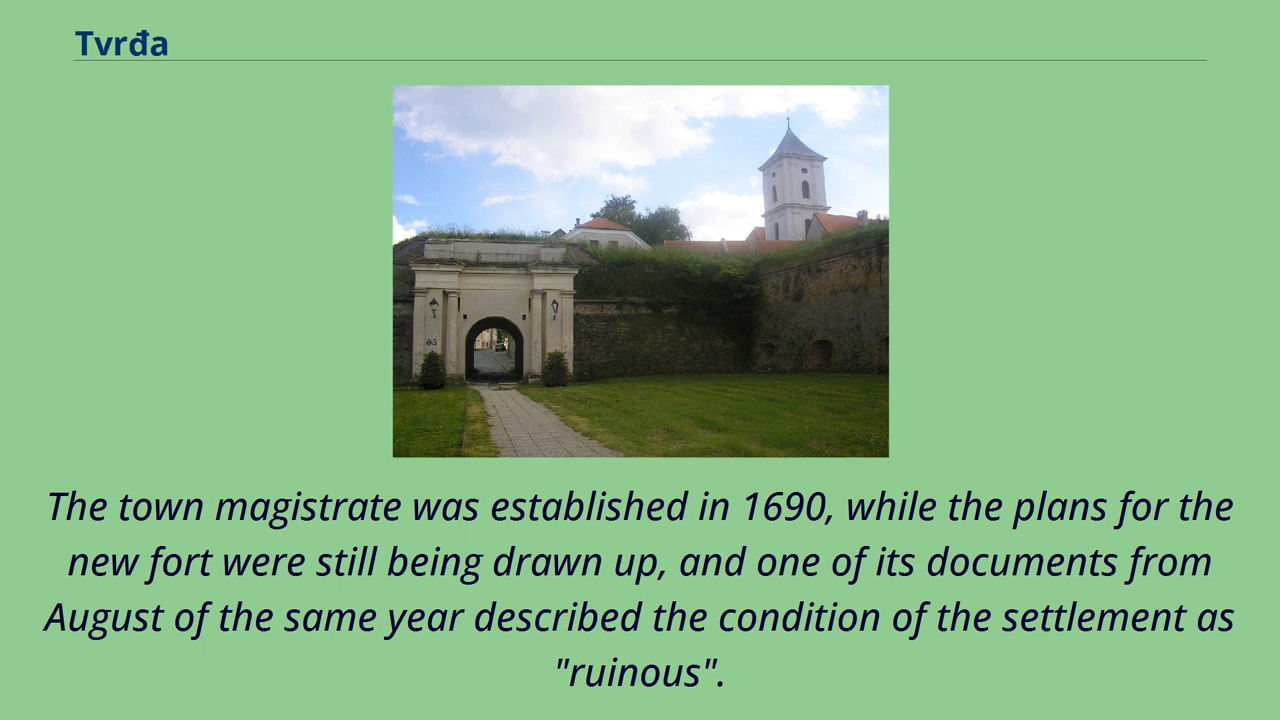 Tvrđa
The town magistrate was established in 1690, while the plans for the
new fort were still being drawn up, and one of its documents from
August of the same year described the condition of the settlement as
"ruinous".